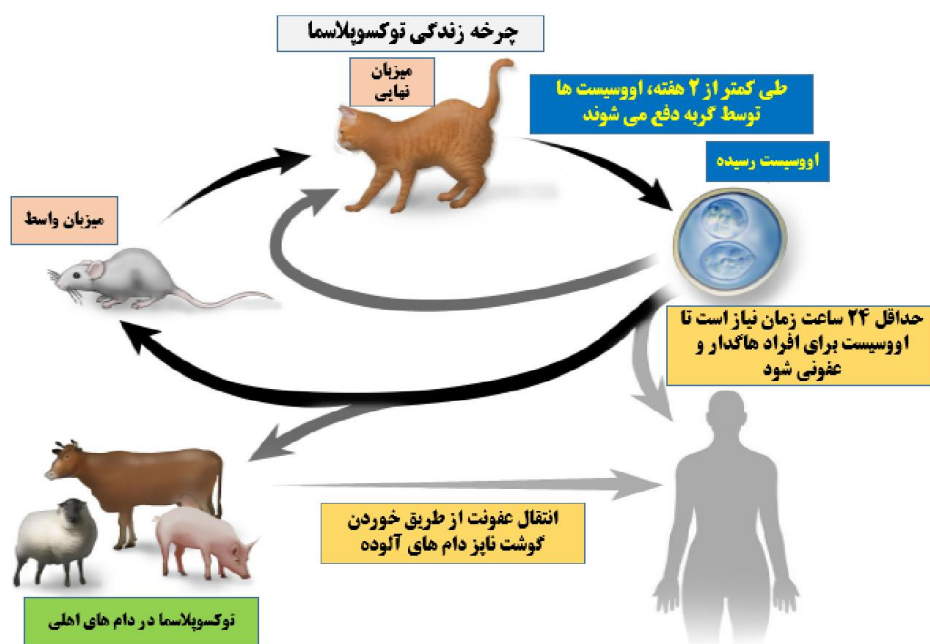 چرخه زندگی توکسوپلاسما
میزبان
نهایی
طی کمتر از ۲ هفته، اووسیست ها
توسط گربه دفع می شوند
اووسیست رسیده
میزبان واسط
حداقل ۲۴ ساعت زمان نیاز است تا
اووسیست برای افراد هاگدار و
عفونی شود
انتقال عفونت از طریق خوردن
گوشت ناپز دام های آلوده
توکسوپلاسما در دام های اهلی